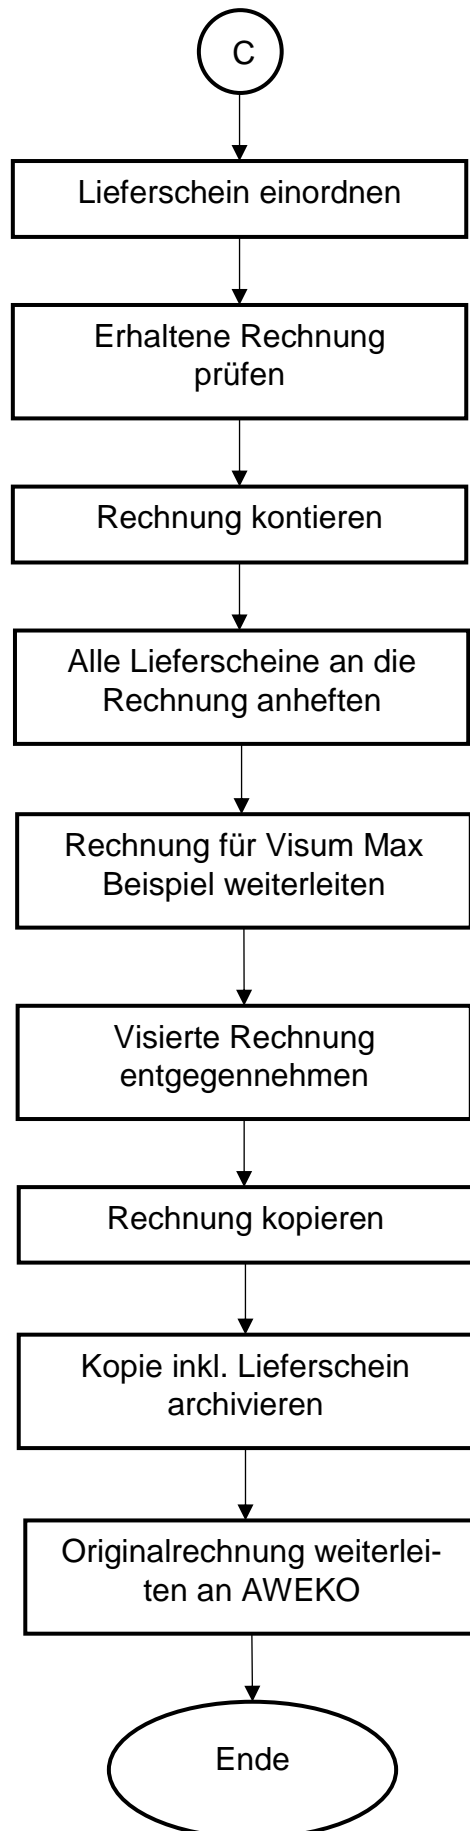 C
Lieferschein einordnen
Erhaltene Rechnung
prüfen
Rechnung kontieren
Alle Lieferscheine an die
Rechnung anheften
Rechnung für Visum Max
Beispiel weiterleiten
Visierte Rechnung
entgegennehmen
Rechnung kopieren
Kopie inkl. Lieferschein
archivieren
Originalrechnung weiterlei-
ten an AWEKO
Ende